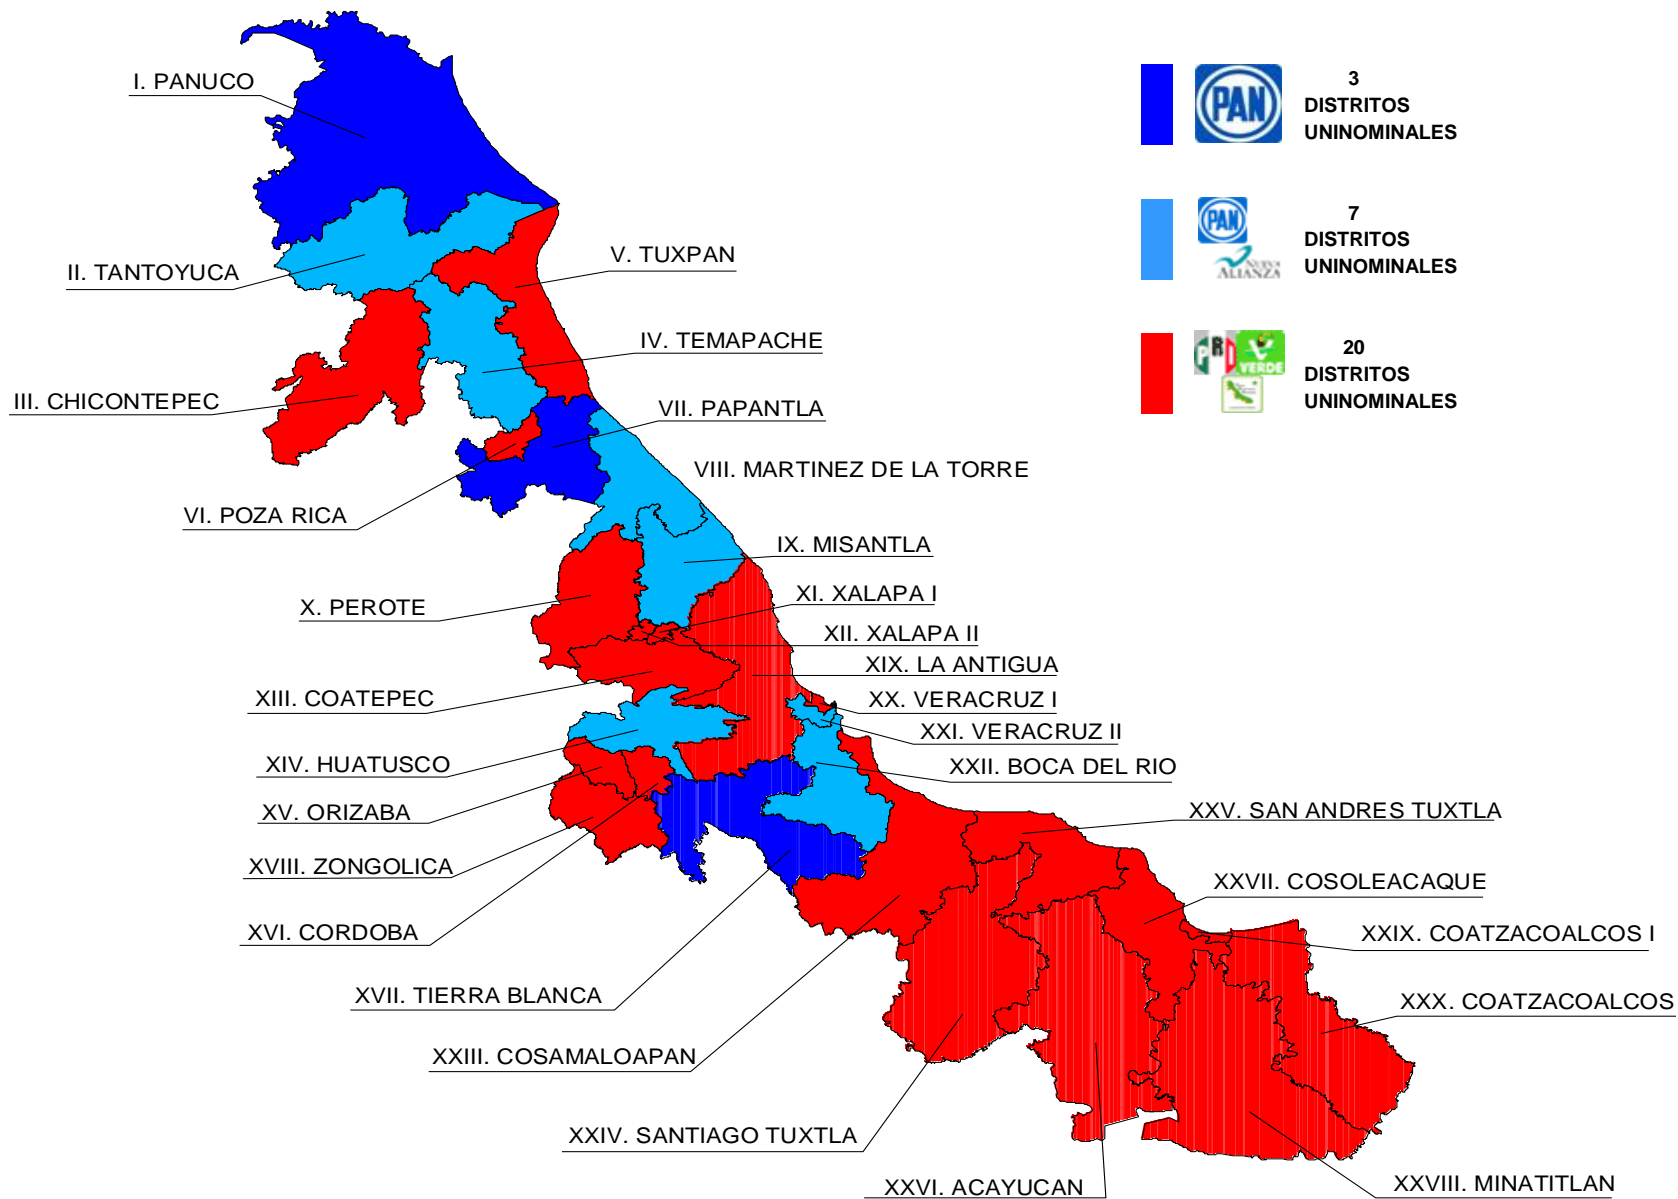 I. PANUCO
PAN
3
DISTRITOS
UNINOMINALES
II. TANTOYUCA
V. TUXPAN
PAN
NUEVA
ALIANZA
7
DISTRITOS
UNINOMINALES
IV. TEMAPACHE
III. CHICONTEPEC
VII. PAPANTLA
PRI
VERDE
20
DISTRITOS
UNINOMINALES
VIII. MARTINEZ DE LA TORRE
VI. POZA RICA
IX. MISANTLA
X. PEROTE
XI. XALAPA I
XII. XALAPA II
XIX. LA ANTIGUA
XIII. COATEPEC
XX. VERACRUZ I
XXI. VERACRUZ II
XIV. HUATUSCO
XXII. BOCA DEL RIO
XV. ORIZABA
XXV. SAN ANDRES TUXTLA
XVIII. ZONGOLICA
XXVII. COSOLEACAQUE
XVI. CORDOBA
XXIX. COATZACOALCOS I
XVII. TIERRA BLANCA
XXX. COATZACOALCOS
XXIII. COSAMALOAPAN
XXIV. SANTIAGO TUXTLA
XXVI. ACAYUCAN
XXVIII. MINATITLAN